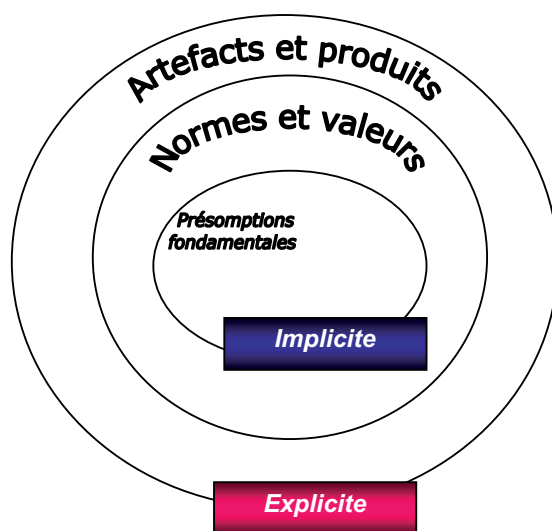 Artefacts et produits
Normes et valeurs
Présomptions
fondamentales
Implicite
Explicite